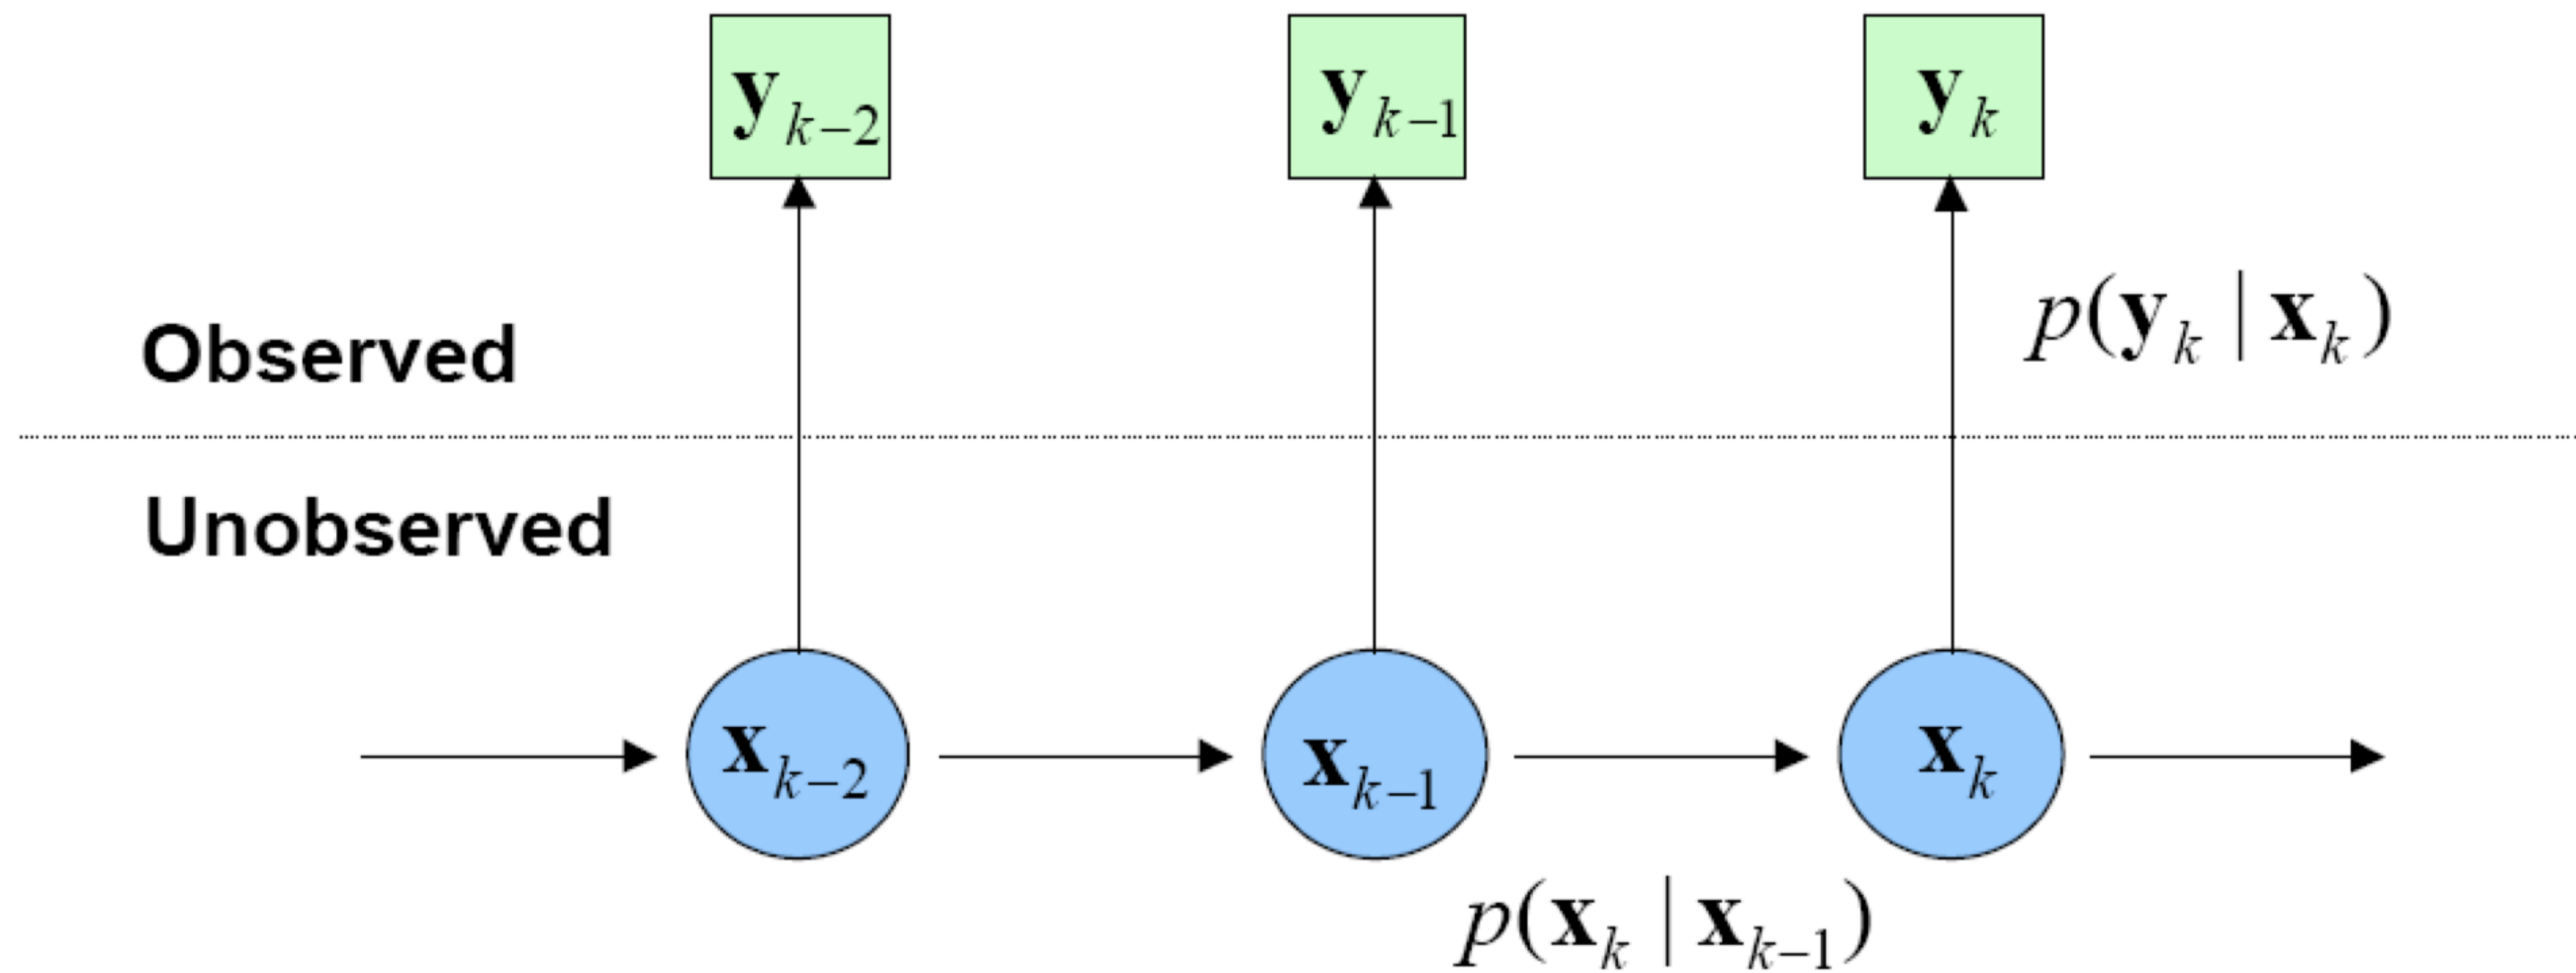 y_{k-2} y_{k-1} y_k
p(y_k | x_k)
Observed
Unobserved
x_{k-2} x_{k-1} x_k
p(x_k | x_{k-1})